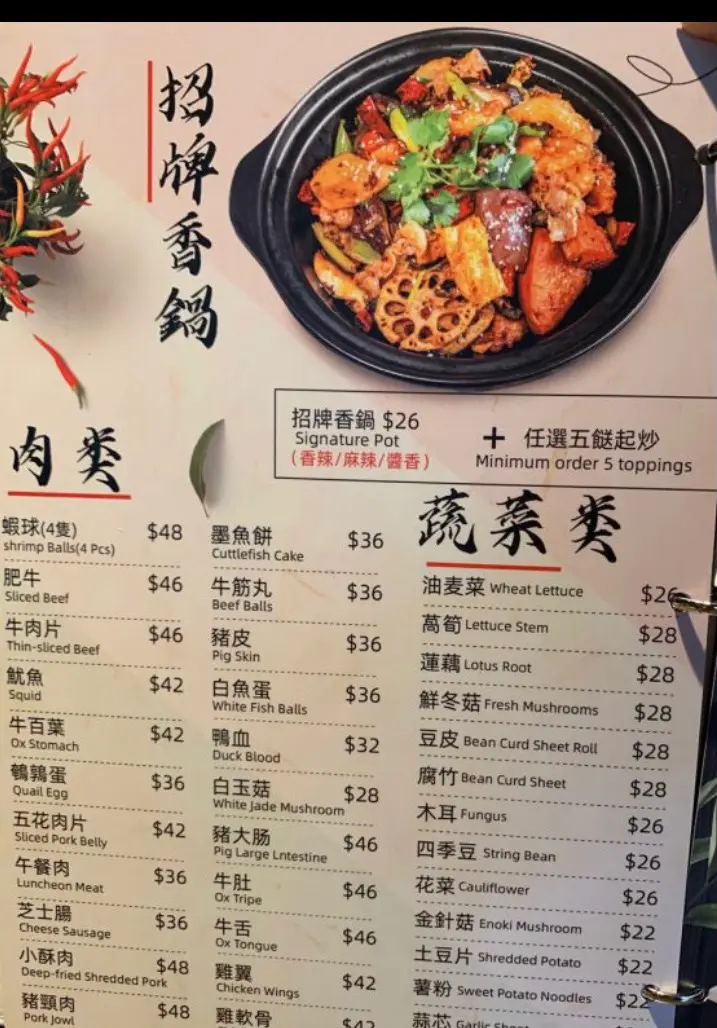 招牌香鍋
招牌香鍋 $26
Signature Pot
(香辣/麻辣/醬香)
+ 任選五餸起炒
Minimum order 5 toppings
肉类
蝦球(4隻) $48
shrimp Balls(4 Pcs)
肥牛 $46
Sliced Beef
牛肉片 $46
Thin-sliced Beef
魷魚 $42
Squid
牛百葉 $42
Ox Stomach
鵪鶉蛋 $36
Quail Egg
五花肉片 $42
Sliced Pork Belly
午餐肉 $36
Luncheon Meat
芝士腸 $36
Cheese Sausage
小酥肉 $48
Deep-fried Shredded Pork
豬頸肉 $48
Pork Jowl
墨魚餅 $36
Cuttlefish Cake
牛筋丸 $36
Beef Balls
豬皮 $36
Pig Skin
白魚蛋 $36
White Fish Balls
鴨血 $32
Duck Blood
白玉菇 $28
White Jade Mushroom
豬大肠 $46
Pig Large Lntestine
牛肚 $46
Ox Tripe
牛舌 $46
Ox Tongue
雞翼 $42
Chicken Wings
雞軟骨 $42
蔬菜类
油麦菜 Wheat Lettuce $26
萵筍 Lettuce Stem $28
蓮藕 Lotus Root $28
鮮冬菇 Fresh Mushrooms $28
豆皮 Bean Curd Sheet Roll $28
腐竹 Bean Curd Sheet $28
木耳 Fungus $26
四季豆 String Bean $26
花菜 Cauliflower $26
金針菇 Enoki Mushroom $22
土豆片 Shredded Potato $22
薯粉 Sweet Potato Noodles $22
蒜芯 Garlic